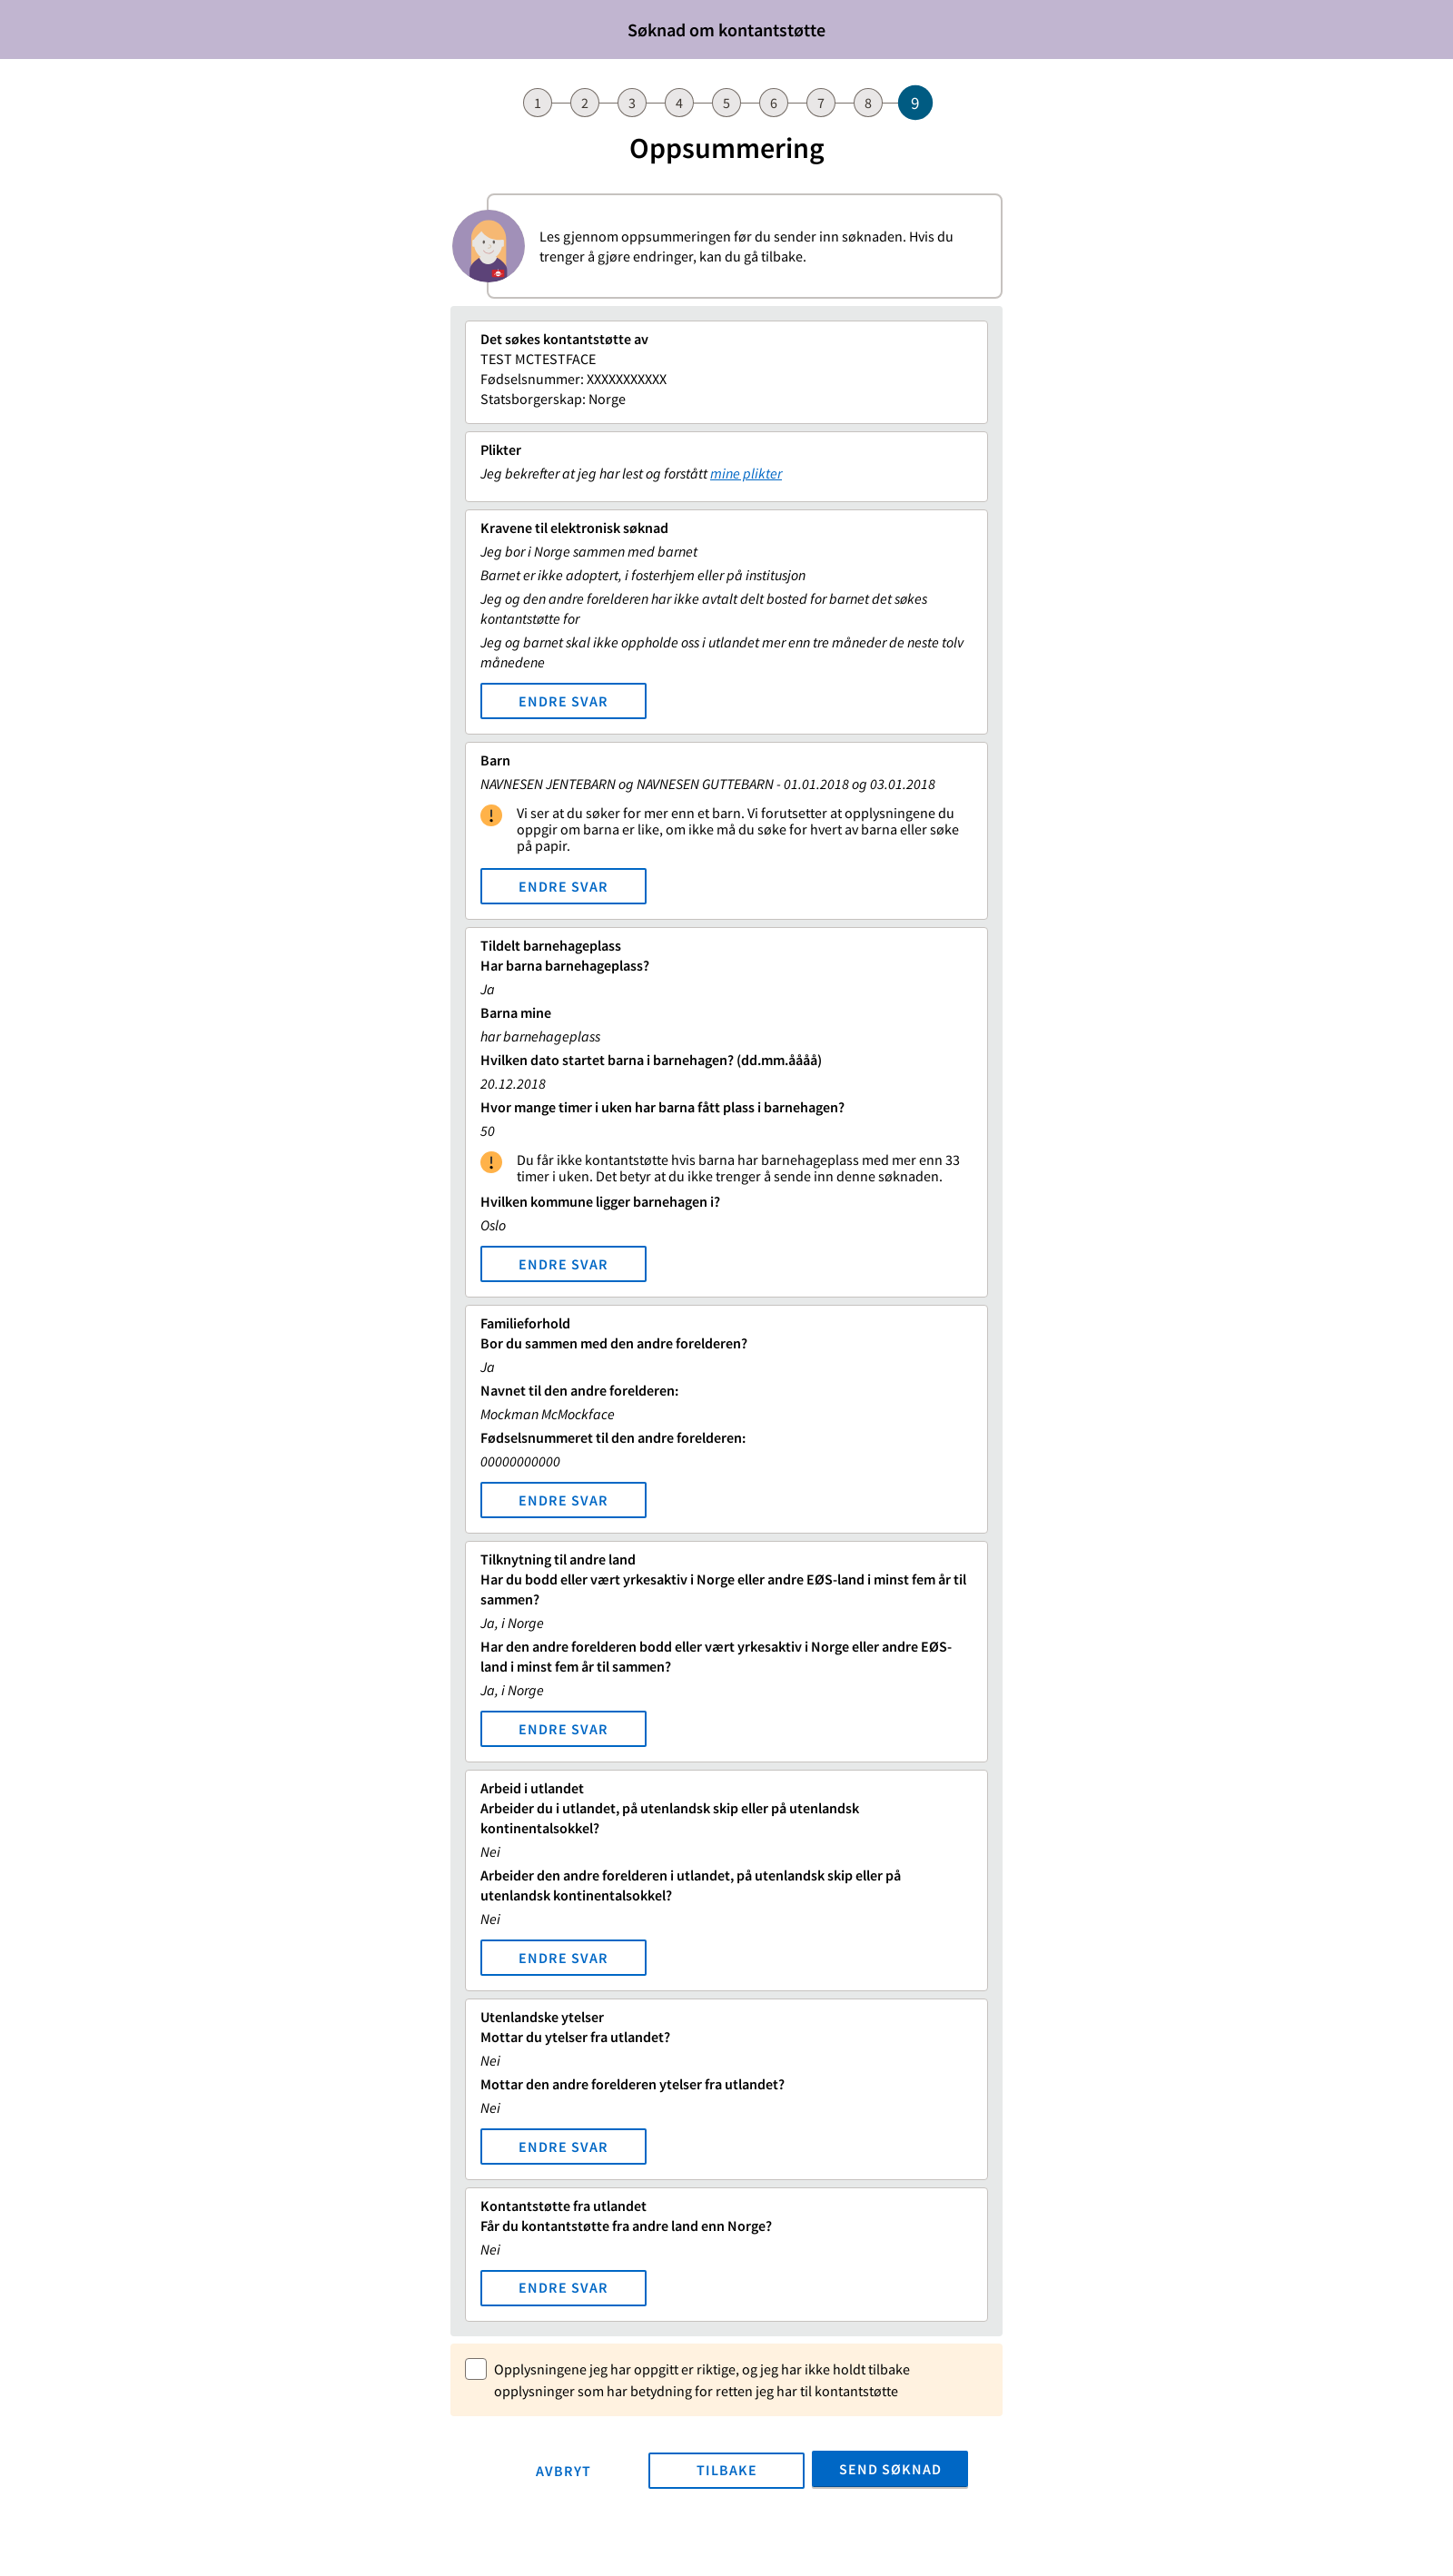 Søknad om kontantstøtte
1 2 3 4 5 6 7 8 9
Oppsummering
Les gjennom oppsummeringen før du sender inn søknaden. Hvis du
trenger å gjøre endringer, kan du gå tilbake.
Det søkes kontantstøtte av
TEST MCTESTFACE
Fødselsnummer: XXXXXXXXXXX
Statsborgerskap: Norge
Plikter
Jeg bekrefter at jeg har lest og forstått mine plikter
Kravene til elektronisk søknad
Jeg bor i Norge sammen med barnet
Barnet er ikke adoptert, i fosterhjem eller på institusjon
Jeg og den andre forelderen har ikke avtalt delt bosted for barnet det søkes
kontantstøtte for
Jeg og barnet skal ikke oppholde oss i utlandet mer enn tre måneder de neste tolv
månedene
ENDRE SVAR
Barn
NAVNESEN JENTEBARN og NAVNESEN GUTTEBARN - 01.01.2018 og 03.01.2018
Vi ser at du søker for mer enn et barn. Vi forutsetter at opplysningene du
oppgir om barna er like, om ikke må du søke for hvert av barna eller søke
på papir.
ENDRE SVAR
Tildelt barnehageplass
Har barna barnehageplass?
Ja
Barna mine
har barnehageplass
Hvilken dato startet barna i barnehagen? (dd.mm.åååå)
20.12.2018
Hvor mange timer i uken har barna fått plass i barnehagen?
50
Du får ikke kontantstøtte hvis barna har barnehageplass med mer enn 33
timer i uken. Det betyr at du ikke trenger å sende inn denne søknaden.
Hvilken kommune ligger barnehagen i?
Oslo
ENDRE SVAR
Familieforhold
Bor du sammen med den andre forelderen?
Ja
Navnet til den andre forelderen:
Mockman McMockface
Fødselsnummeret til den andre forelderen:
00000000000
ENDRE SVAR
Tilknytning til andre land
Har du bodd eller vært yrkesaktiv i Norge eller andre EØS-land i minst fem år til
sammen?
Ja, i Norge
Har den andre forelderen bodd eller vært yrkesaktiv i Norge eller andre EØS-
land i minst fem år til sammen?
Ja, i Norge
ENDRE SVAR
Arbeid i utlandet
Arbeider du i utlandet, på utenlandsk skip eller på utenlandsk
kontinentalsokkel?
Nei
Arbeider den andre forelderen i utlandet, på utenlandsk skip eller på
utenlandsk kontinentalsokkel?
Nei
ENDRE SVAR
Utenlandske ytelser
Mottar du ytelser fra utlandet?
Nei
Mottar den andre forelderen ytelser fra utlandet?
Nei
ENDRE SVAR
Kontantstøtte fra utlandet
Får du kontantstøtte fra andre land enn Norge?
Nei
ENDRE SVAR
Opplysningene jeg har oppgitt er riktige, og jeg har ikke holdt tilbake
opplysninger som har betydning for retten jeg har til kontantstøtte
AVBRYT TILBAKE SEND SØKNAD